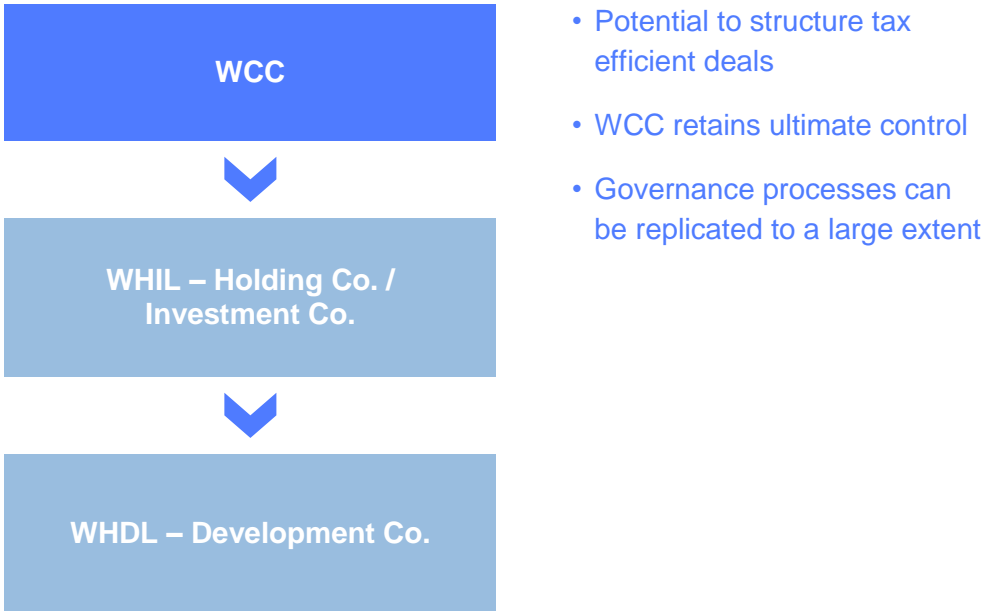 WCC
WHIL – Holding Co. /
Investment Co.
WHDL – Development Co.
• Potential to structure tax
efficient deals
• WCC retains ultimate control
• Governance processes can
be replicated to a large extent